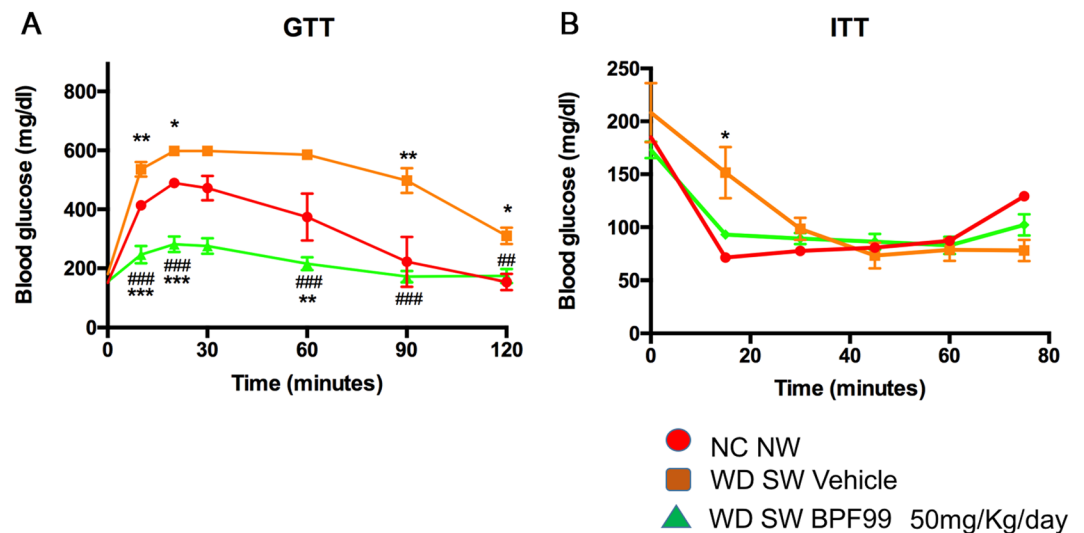 A GTT
800
600
400
200
0
Blood glucose (mg/dl)
** * ** *
### ### ### ### ##
*** *** **
0 30 60 90 120
Time (minutes)
B ITT
250
200
150
100
50
0
Blood glucose (mg/dl)
*
0 20 40 60 80
Time (minutes)
NC NW
WD SW Vehicle
WD SW BPF99 50mg/Kg/day